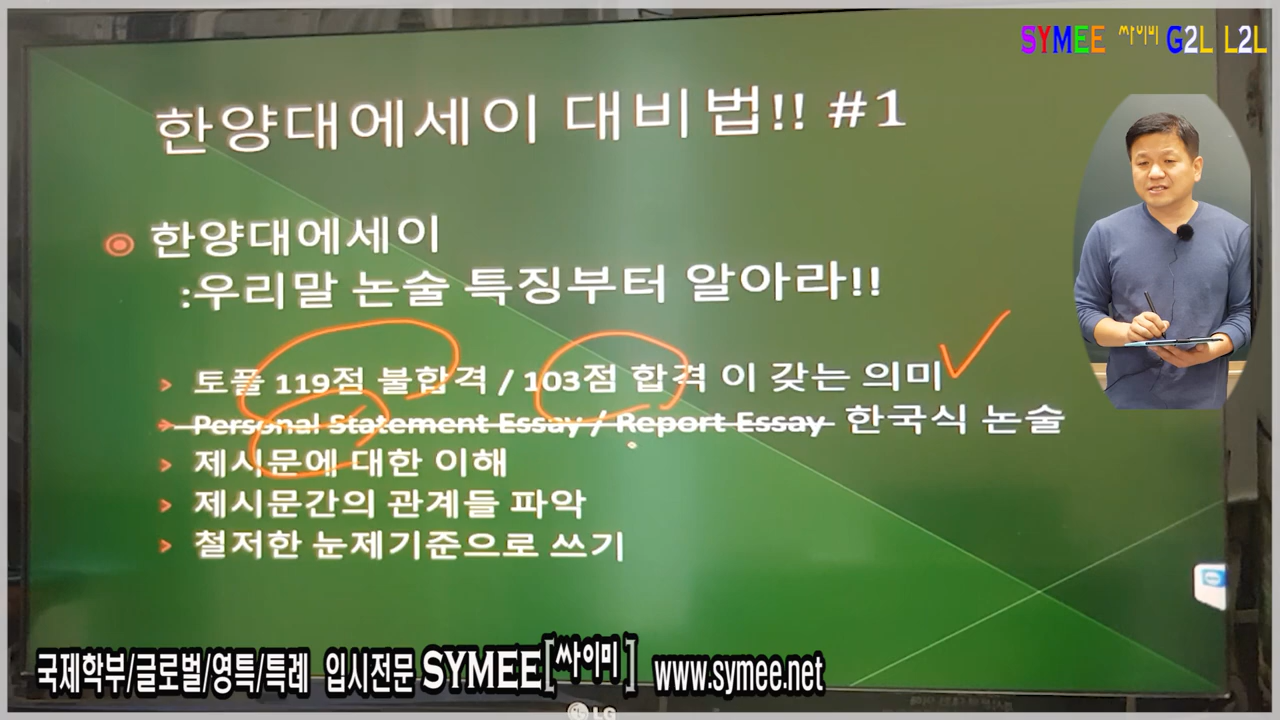 SYMEE 싸이미 G2L L2L
한양대에세이 대비법!! #1
한양대에세이
:우리말 논술 특징부터 알아라!!
토플 119점 불합격 / 103점 합격 이 갖는 의미
Personal Statement Essay / Report Essay 한국식 논술
제시문에 대한 이해
제시문간의 관계들 파악
철저한 눈제기준으로 쓰기
국제학부/글로벌/영특/특례 입시전문 SYMEE[싸이미] www.symee.net
LG